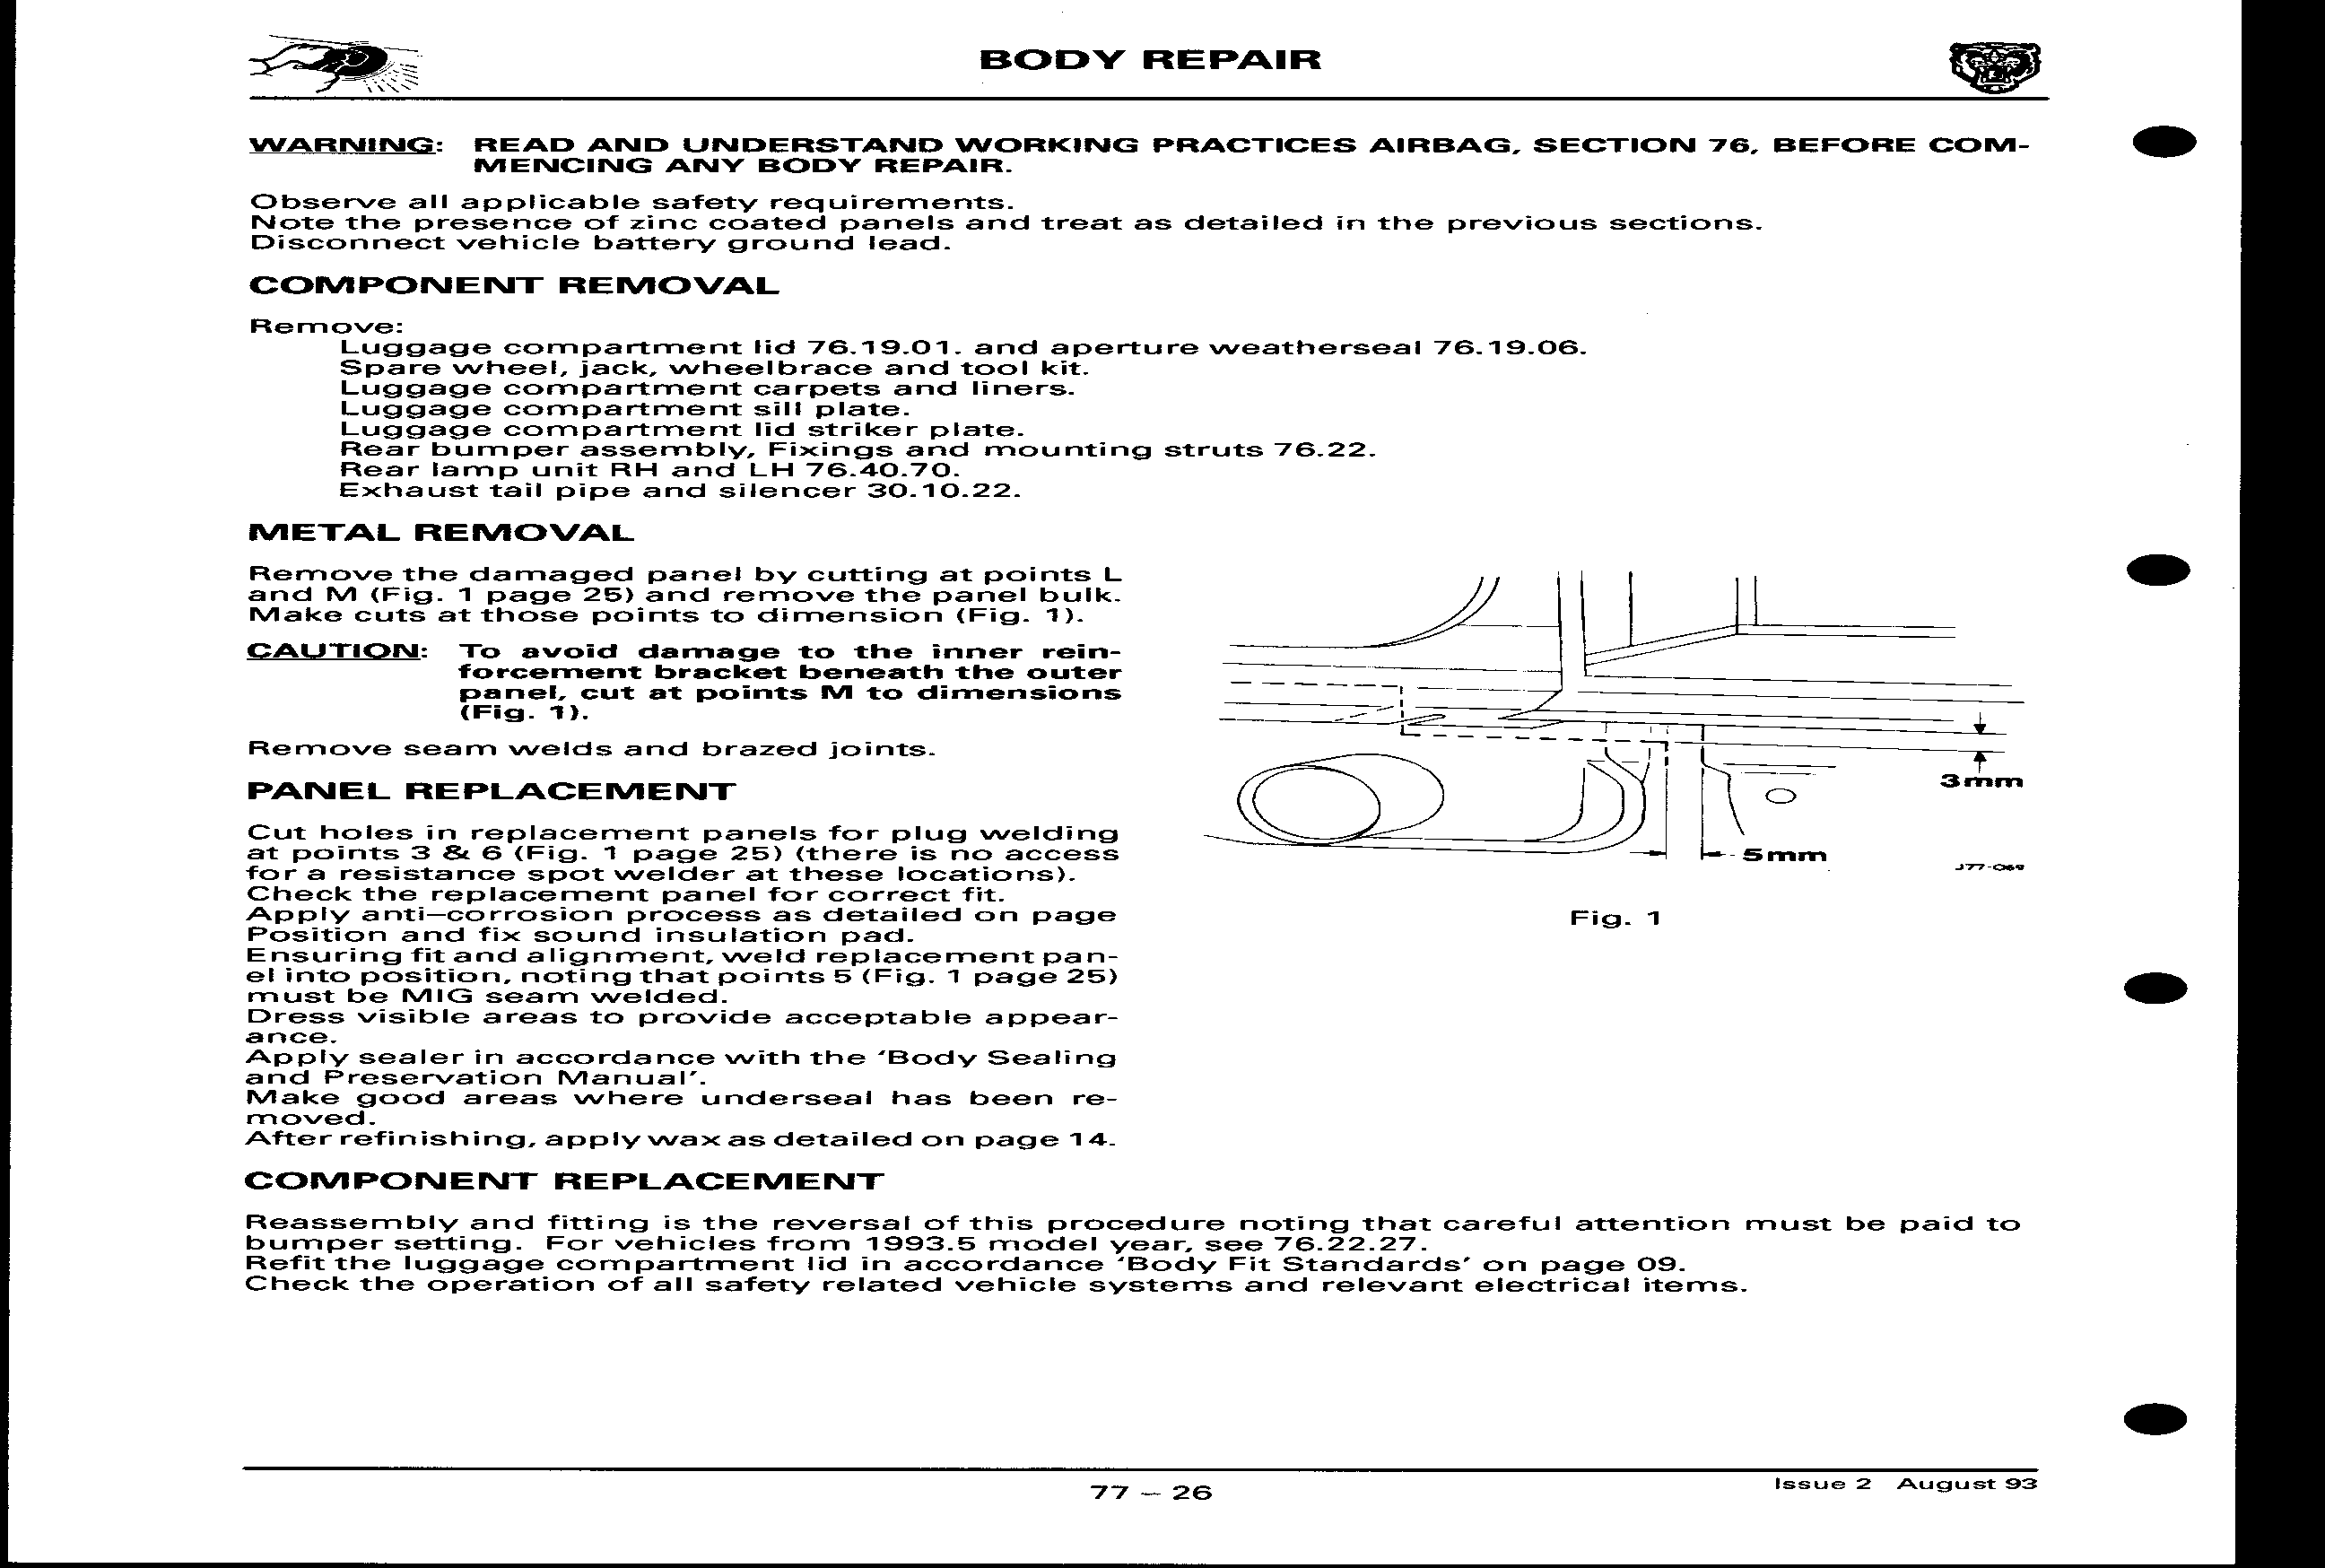 BODY REPAIR
WARNING: READ AND UNDERSTAND WORKING PRACTICES AIRBAG, SECTION 76, BEFORE COM-
MENCING ANY BODY REPAIR.
Observe all applicable safety requirements.
Note the presence of zinc coated panels and treat as detailed in the previous sections.
Disconnect vehicle battery ground lead.
COMPONENT REMOVAL
Remove:
Luggage compartment lid 76.19.01. and aperture weatherseal 76.19.06.
Spare wheel, jack, wheelbrace and tool kit.
Luggage compartment carpets and liners.
Luggage compartment sill plate.
Luggage compartment lid striker plate.
Rear bumper assembly, Fixings and mounting struts 76.22.
Rear lamp unit RH and LH 76.40.70.
Exhaust tail pipe and silencer 30.10.22.
METAL REMOVAL
Remove the damaged panel by cutting at points L
and M (Fig. 1 page 25) and remove the panel bulk.
Make cuts at those points to dimension (Fig. 1).
CAUTION: To avoid damage to the inner rein-
forcement bracket beneath the outer
panel, cut at points M to dimensions
(Fig. 1).
Remove seam welds and brazed joints.
PANEL REPLACEMENT
Cut holes in replacement panels for plug welding
at points 3 & 6 (Fig. 1 page 25) (there is no access
for a resistance spot welder at these locations).
Check the replacement panel for correct fit.
Apply anti–corrosion process as detailed on page
Position and fix sound insulation pad.
Ensuring fit and alignment, weld replacement pan-
el into position, noting that points 5 (Fig. 1 page 25)
must be MIG seam welded.
Dress visible areas to provide acceptable appear-
ance.
Apply sealer in accordance with the 'Body Sealing
and Preservation Manual'.
Make good areas where underseal has been re-
moved.
After refinishing, apply wax as detailed on page 14.
3mm
5mm
J77-069
Fig. 1
COMPONENT REPLACEMENT
Reassembly and fitting is the reversal of this procedure noting that careful attention must be paid to
bumper setting. For vehicles from 1993.5 model year, see 76.22.27.
Refit the luggage compartment lid in accordance 'Body Fit Standards' on page 09.
Check the operation of all safety related vehicle systems and relevant electrical items.
77 – 26
Issue 2 August 93